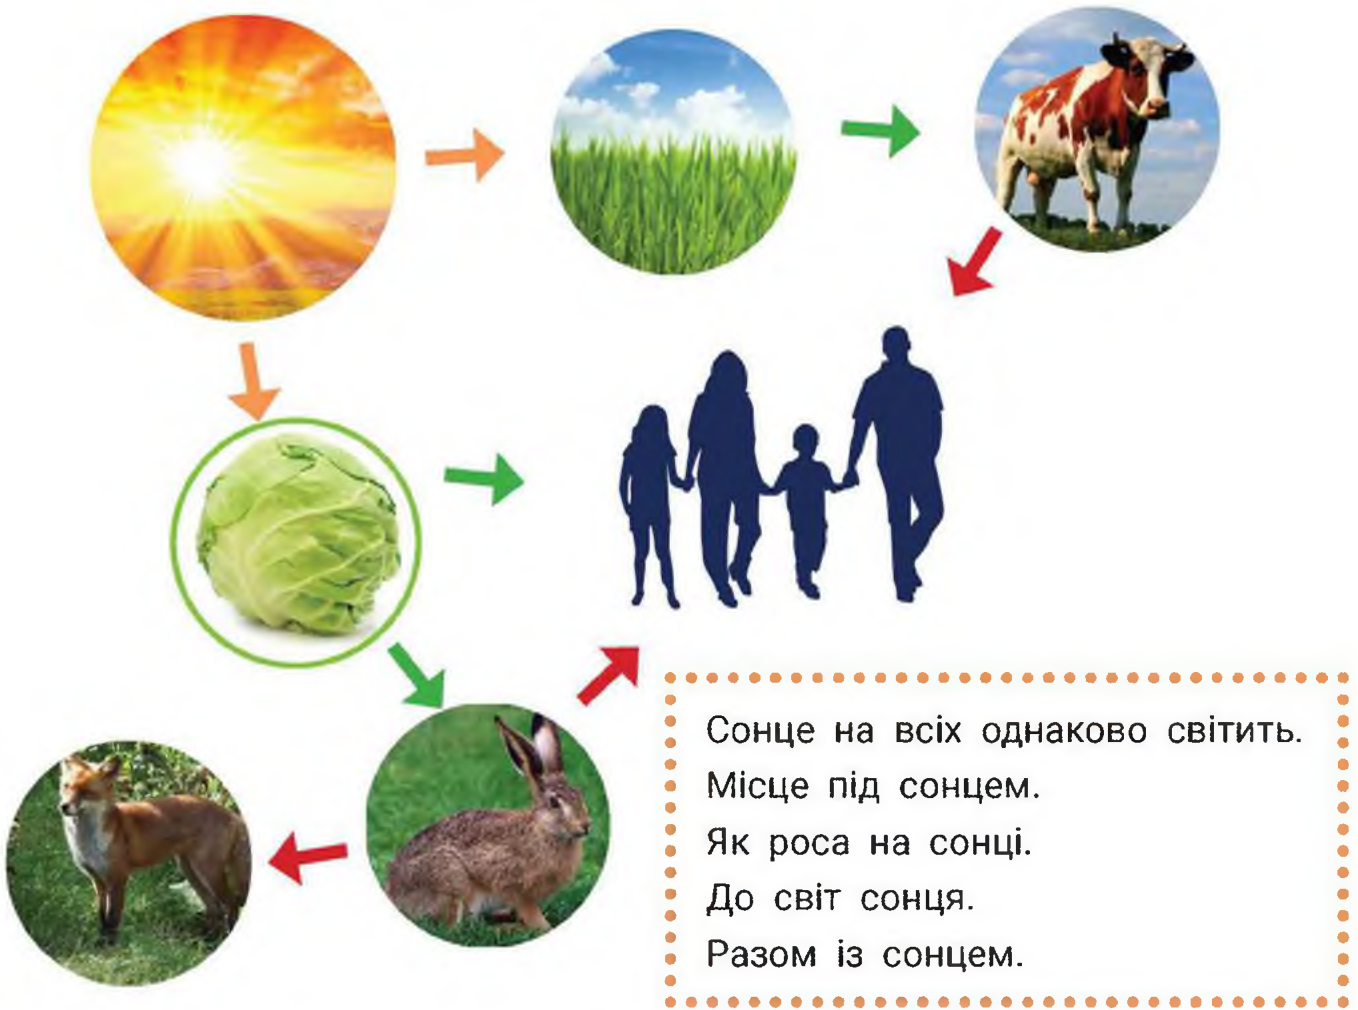 Сонце на всіх однаково світить.
Місце під сонцем.
Як роса на сонці.
До світ сонця.
Разом із сонцем.